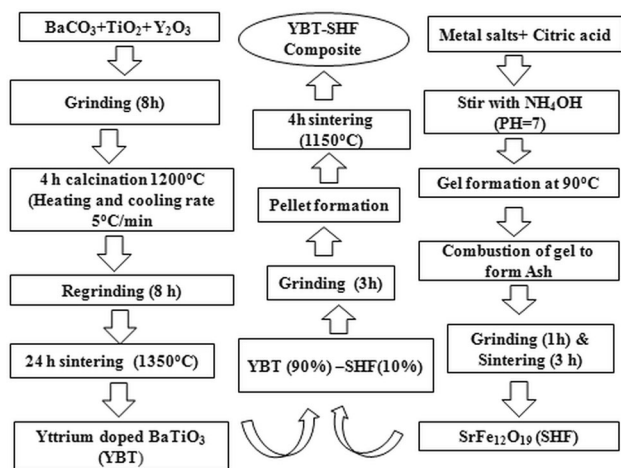 BaCO₃+TiO₂+Y₂O₃
Grinding (8h)
4 h calcination 1200°C
(Heating and cooling rate
5°C/min
Regrinding (8 h)
24 h sintering (1350°C)
Yttrium doped BaTiO₃
(YBT)
YBT-SHF
Composite
4h sintering
(1150°C)
Pellet formation
Grinding (3h)
YBT (90%) –SHF(10%)
Metal salts+ Citric acid
Stir with NH₄OH
(PH=7)
Gel formation at 90°C
Combustion of gel to
form Ash
Grinding (1h) &
Sintering (3 h)
SrFe₁₂O₁₉ (SHF)